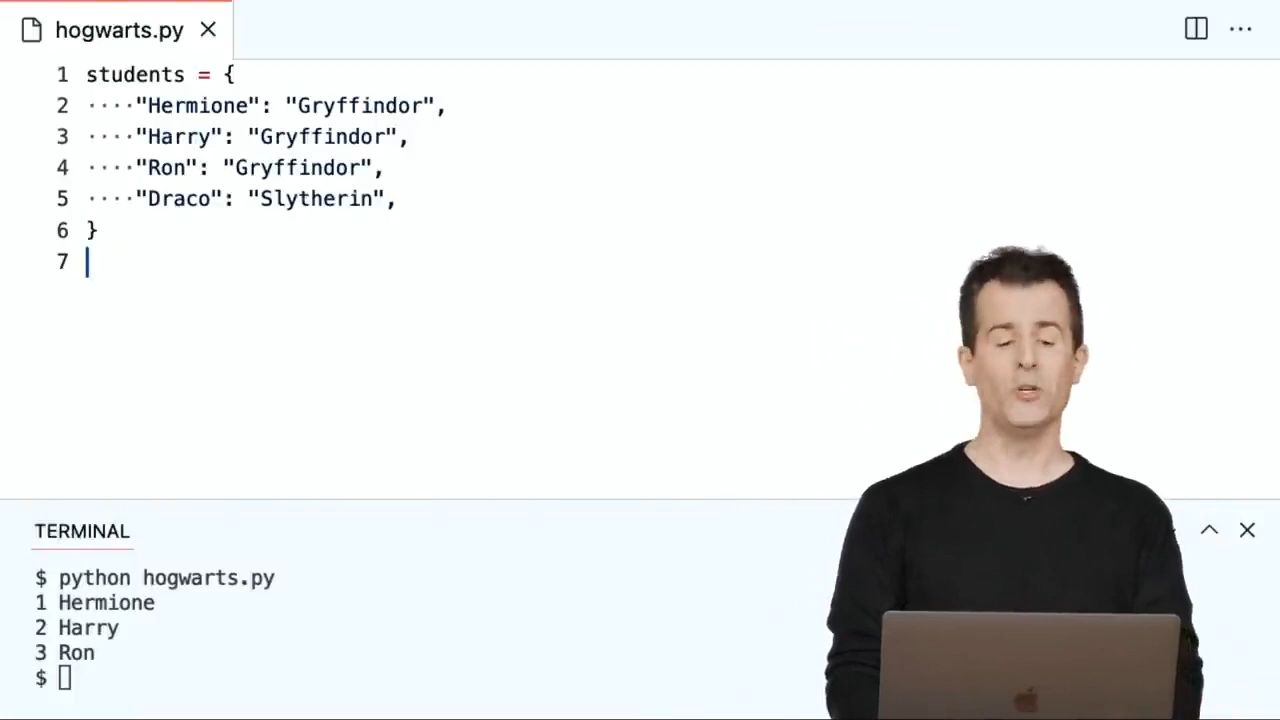 hogwarts.py
1 students = {
2 ····"Hermione": "Gryffindor",
3 ····"Harry": "Gryffindor",
4 ····"Ron": "Gryffindor",
5 ····"Draco": "Slytherin",
6 }
7
TERMINAL
$ python hogwarts.py
1 Hermione
2 Harry
3 Ron
$